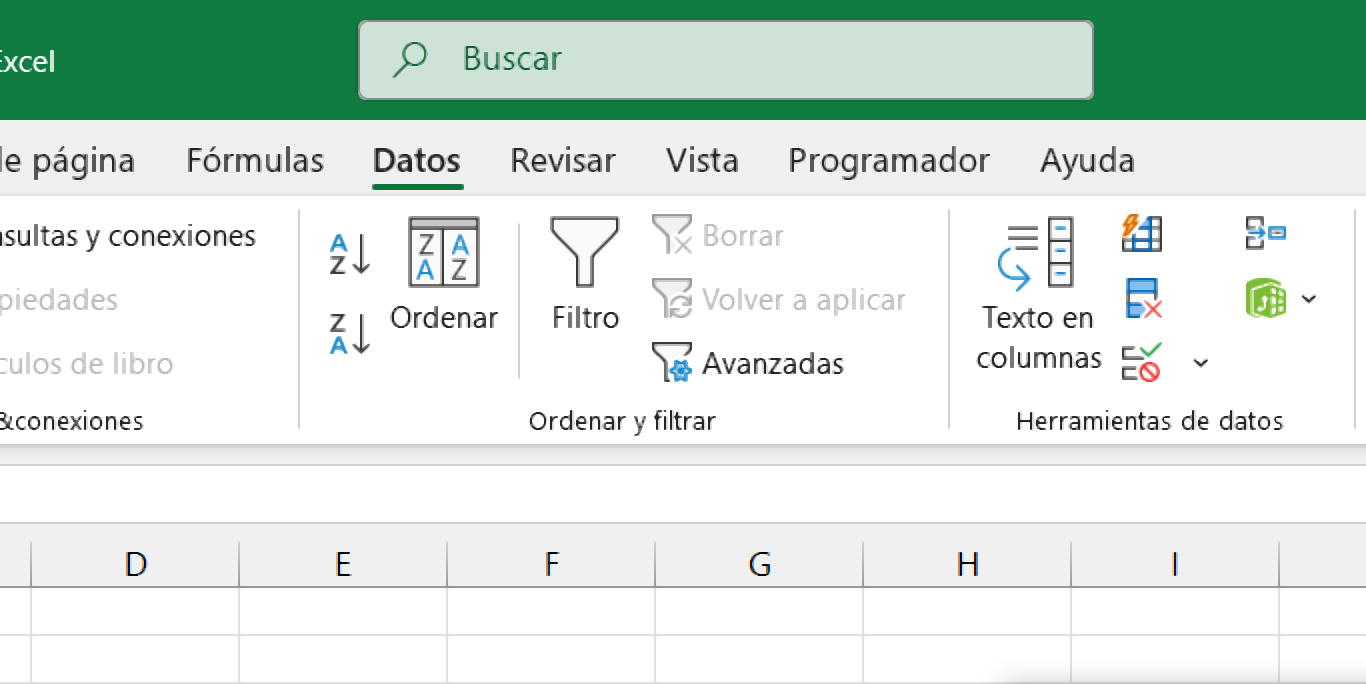 Excel
Buscar
de página Fórmulas Datos Revisar Vista Programador Ayuda
nsultas y conexiones
piedades
culos de libro
&conexiones
A
Z
Z
A
Z A
A Z
Ordenar
Filtro
Borrar
Volver a aplicar
Avanzadas
Ordenar y filtrar
Texto en
columnas
Herramientas de datos
D E F G H I